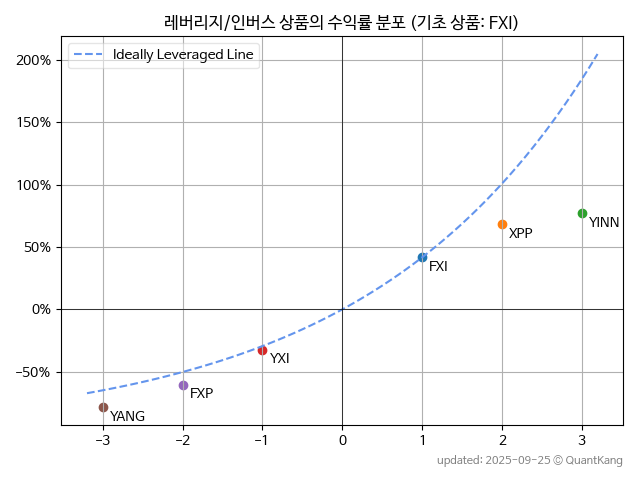 레버리지/인버스 상품의 수익률 분포 (기초 상품: FXI)
Ideally Leveraged Line
200%
150%
100%
50%
0%
−50%
YINN
XPP
FXI
YXI
FXP
YANG
−3 −2 −1 0 1 2 3
updated: 2025-09-25 © QuantKang